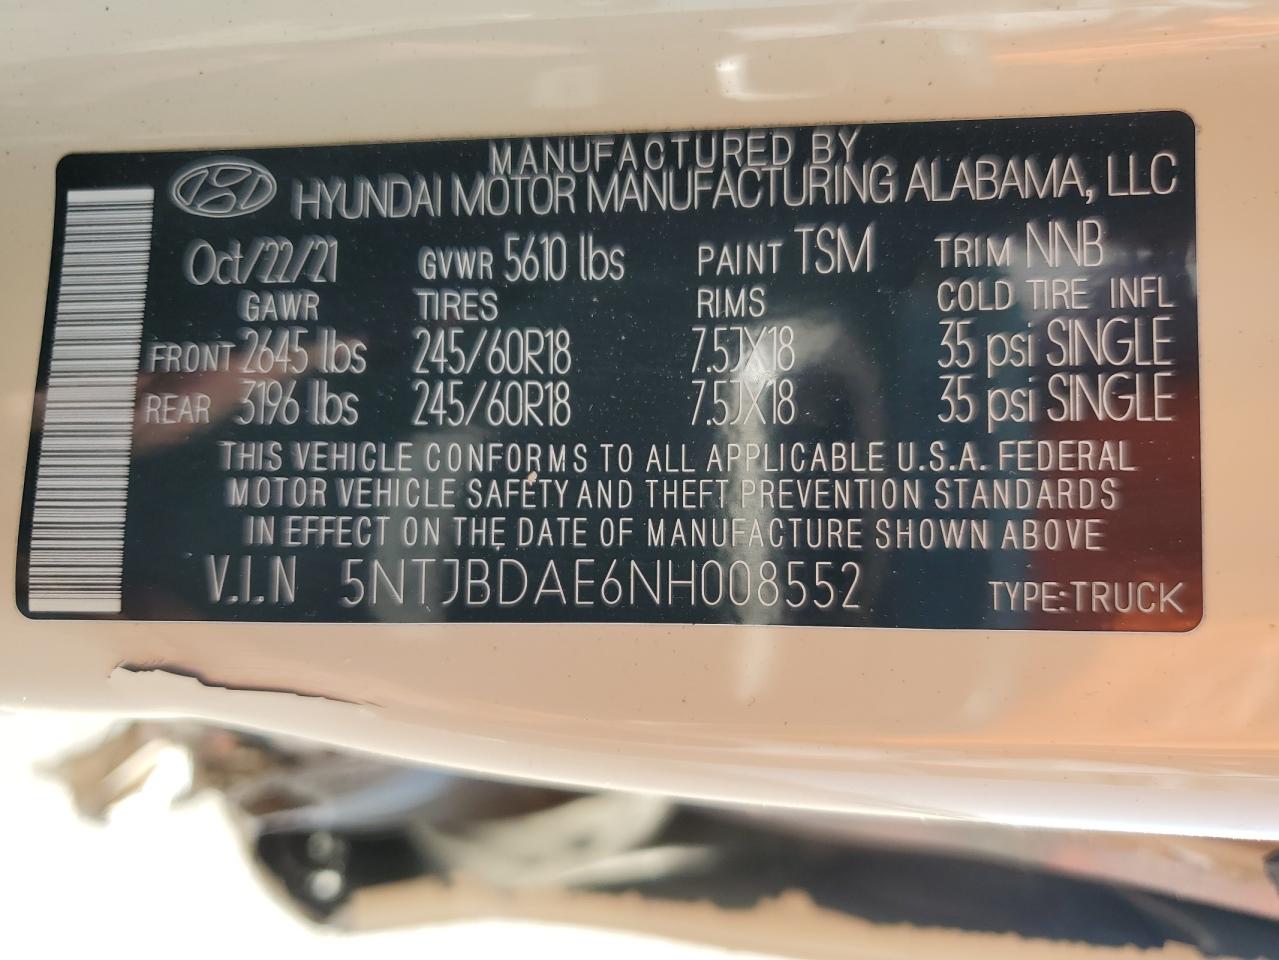 MANUFACTURED BY
HYUNDAI MOTOR MANUFACTURING ALABAMA, LLC
Oct/22/21 GVWR 5610 lbs PAINT TSM TRIM NNB
GAWR TIRES RIMS COLD TIRE INFL
FRONT 2645 lbs 245/60R18 7.5JX18 35 psi SINGLE
REAR 3196 lbs 245/60R18 7.5JX18 35 psi SINGLE
THIS VEHICLE CONFORMS TO ALL APPLICABLE U.S.A. FEDERAL
MOTOR VEHICLE SAFETY AND THEFT PREVENTION STANDARDS
IN EFFECT ON THE DATE OF MANUFACTURE SHOWN ABOVE
V.I.N 5NTJBDAE6NH008552 TYPE:TRUCK